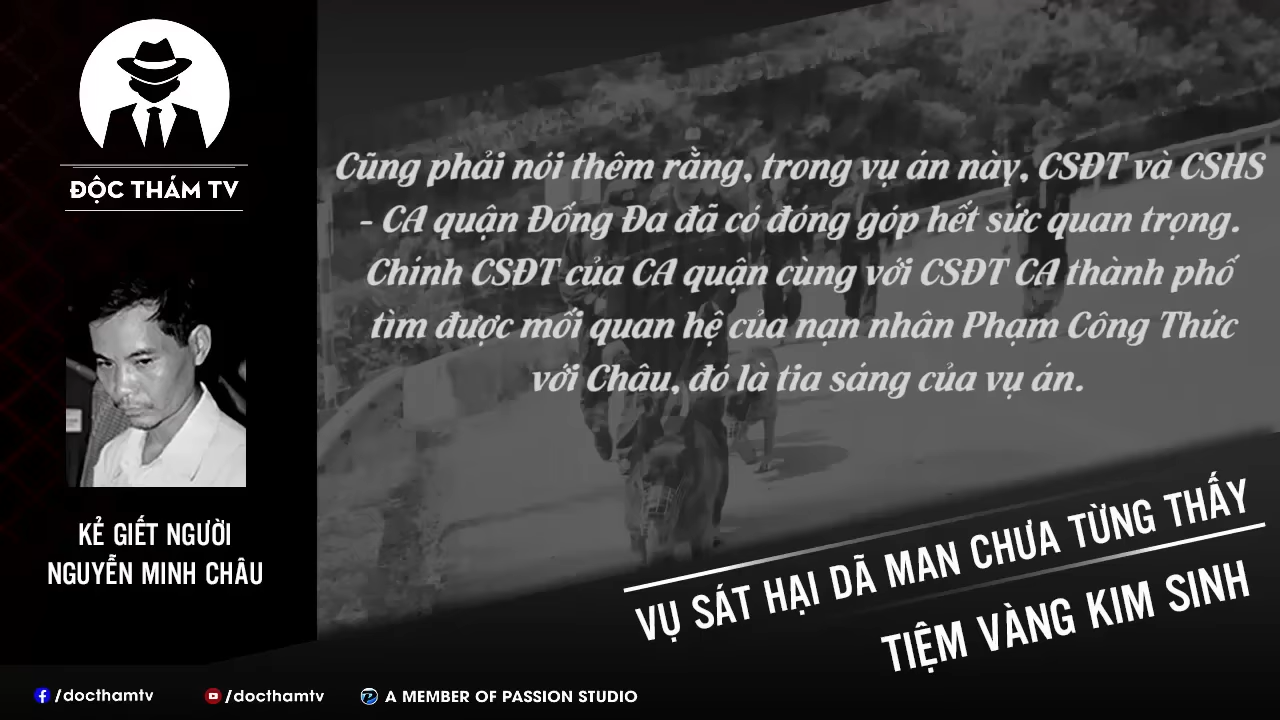 ĐỘC THÁM TV
KẺ GIẾT NGƯỜI
NGUYỄN MINH CHÂU
Cũng phải nói thêm rằng, trong vụ án này, CSĐT và CSHS
- CA quận Đống Đa đã có đóng góp hết sức quan trọng.
Chính CSĐT của CA quận cùng với CSĐT CA thành phố
tìm được mối quan hệ của nạn nhân Phạm Công Thức
với Châu, đó là tia sáng của vụ án.
VỤ SÁT HẠI DÃ MAN CHƯA TỪNG THẤY
TIỆM VÀNG KIM SINH
/docthamtv
/docthamtv
A MEMBER OF PASSION STUDIO